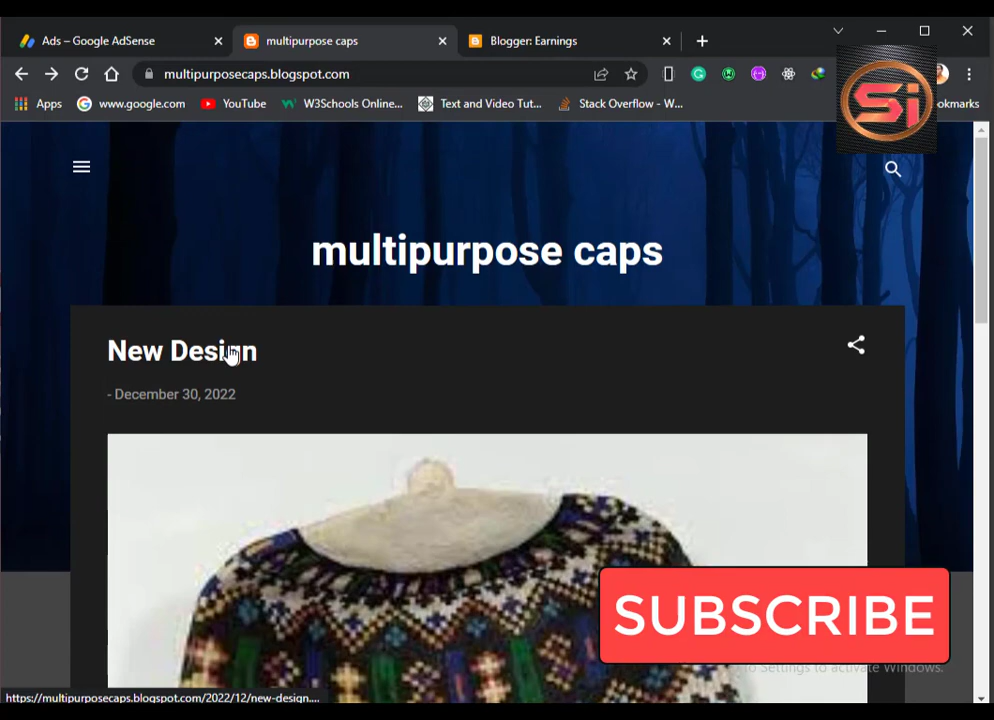 Ads – Google AdSense
multipurpose caps
Blogger: Earnings
multipurposecaps.blogspot.com
Apps
www.google.com
YouTube
W3Schools Online...
Text and Video Tut...
Stack Overflow - W...
okmarks
Si
multipurpose caps
New Design
- December 30, 2022
SUBSCRIBE
to Settings to activate Windows.
https://multipurposecaps.blogspot.com/2022/12/new-design....